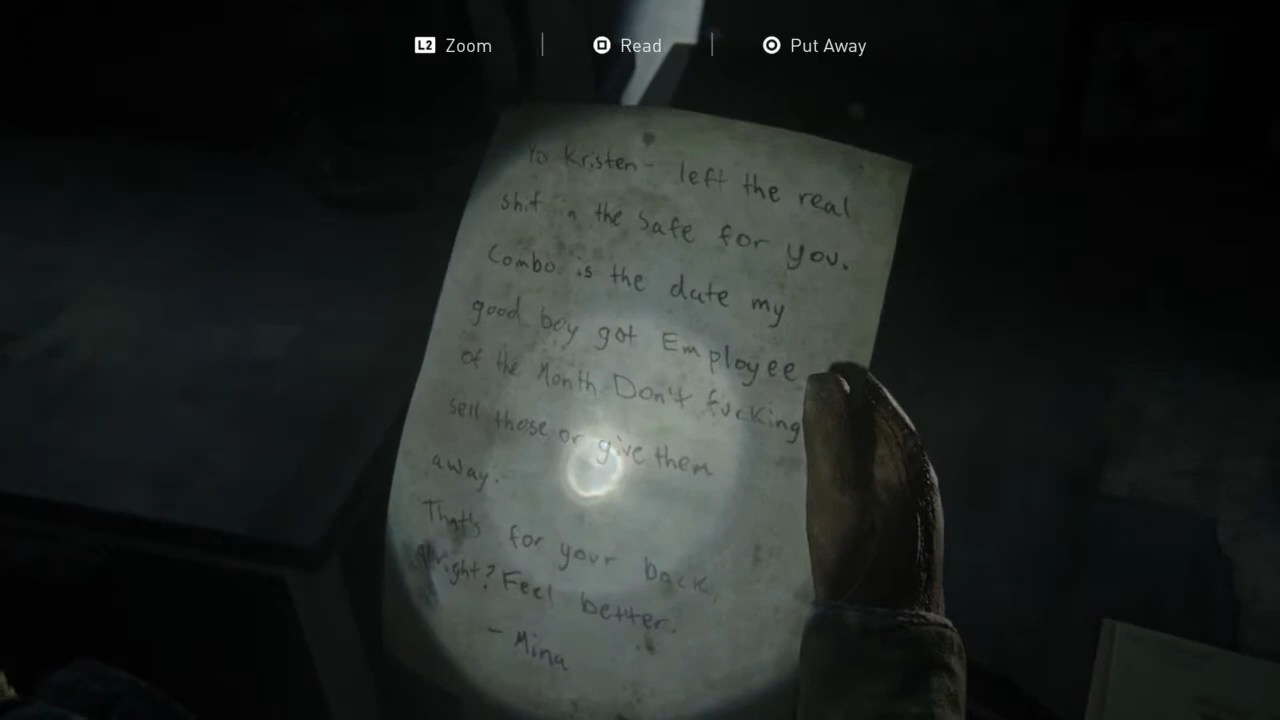 L2 Zoom | Read | Put Away
Yo Kristen - left the real
shit in the safe for you.
Combo is the date my
good boy got Employee
of the Month. Don't fucking
sell those or give them
away.
That's for your back,
alright? Feel better.
- Mina